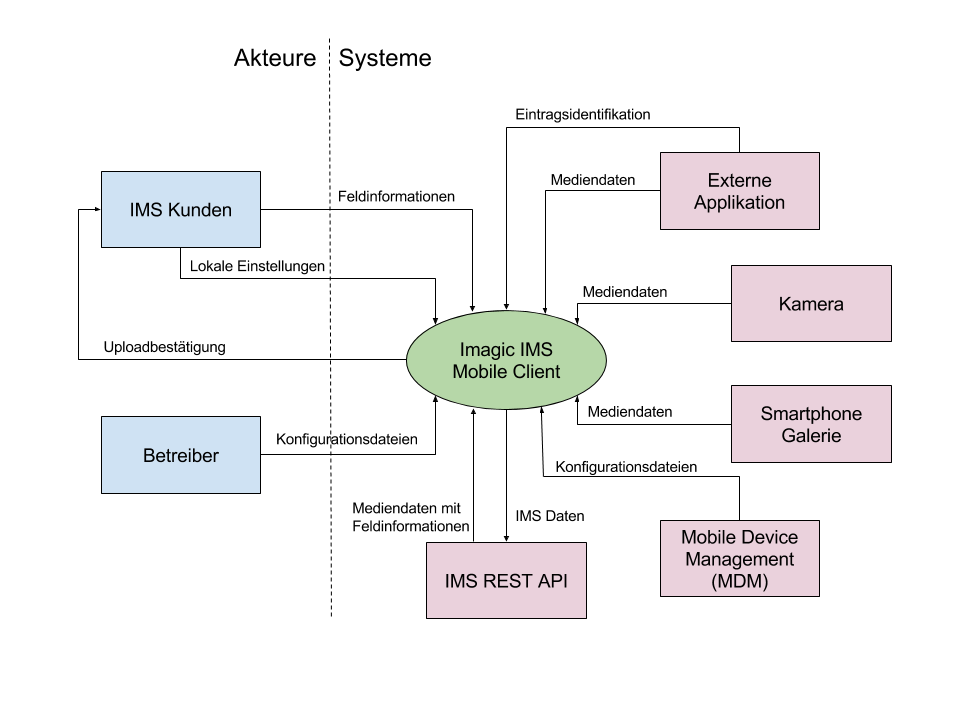 Akteure
Systeme
Eintragsidentifikation
Externe
Applikation
Mediendaten
IMS Kunden
Feldinformationen
Lokale Einstellungen
Mediendaten
Kamera
Uploadbestätigung
Imagic IMS
Mobile Client
Mediendaten
Smartphone
Galerie
Betreiber
Konfigurationsdateien
Konfigurationsdateien
Mediendaten mit
Feldinformationen
IMS Daten
Mobile Device
Management
(MDM)
IMS REST API